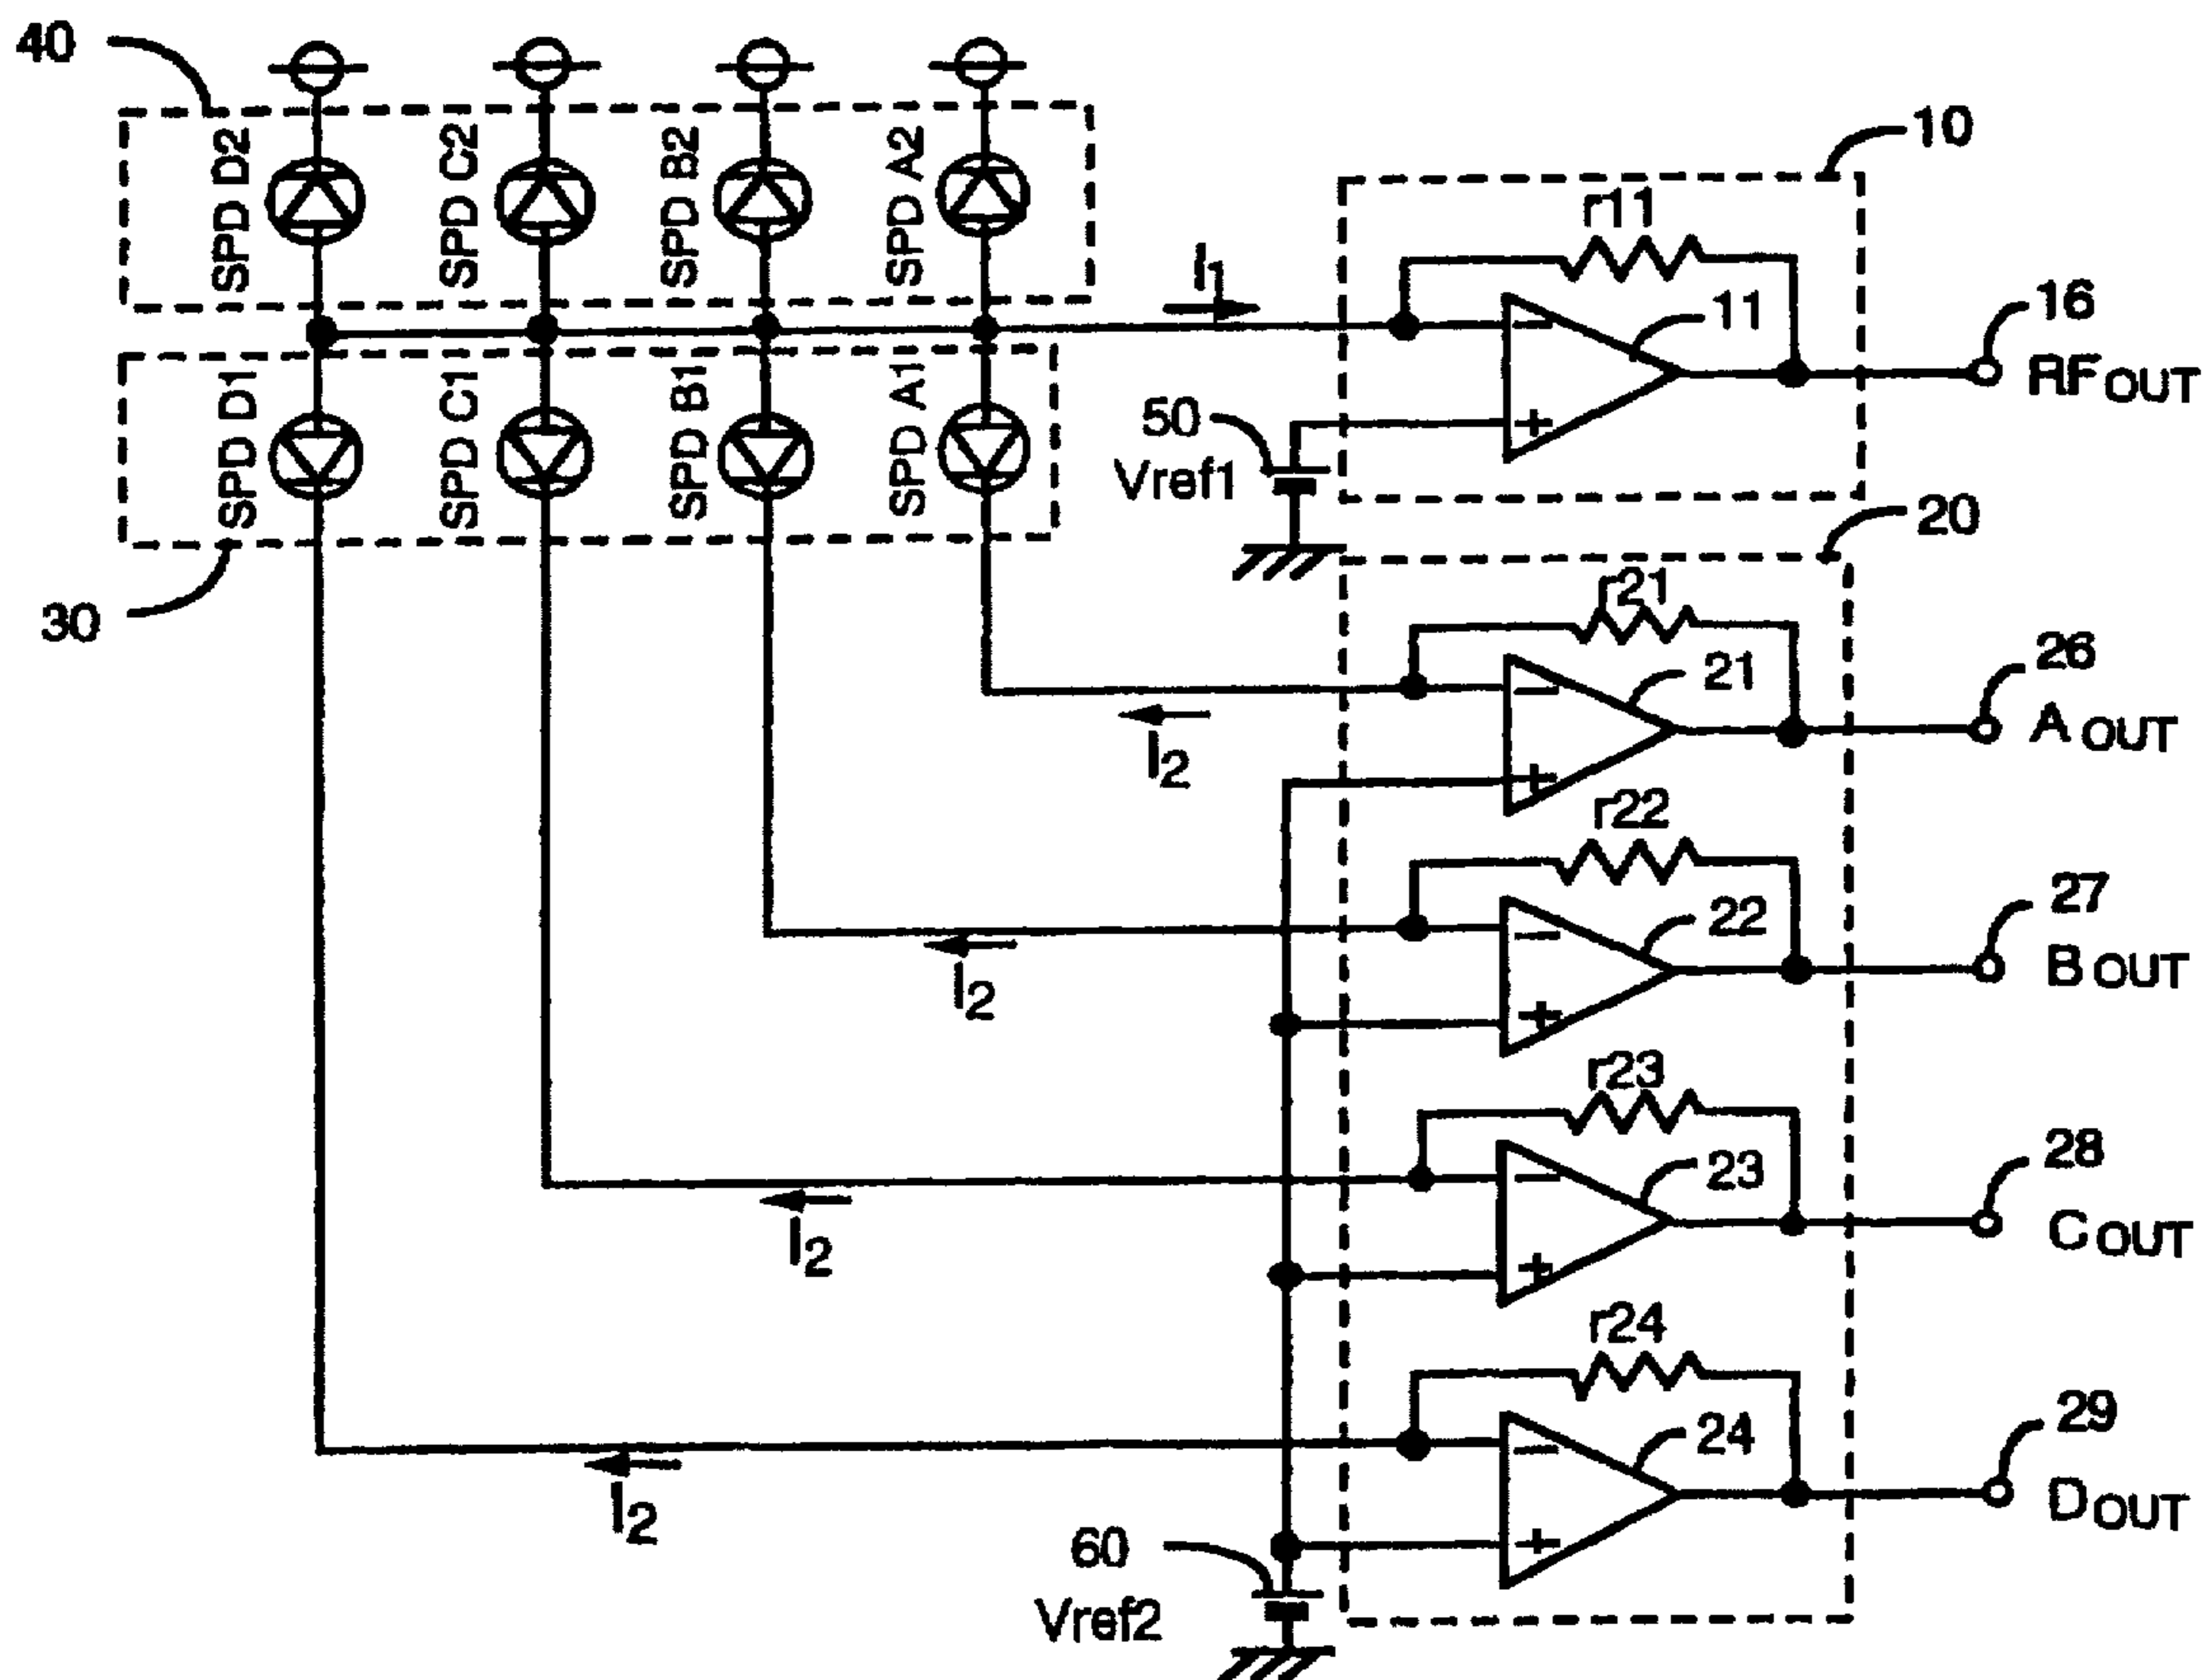 40
SPD D2
SPD C2
SPD B2
SPD A2
10
r11
I1
11
16
RFOUT
SPD D1
SPD C1
SPD B1
SPD A1
50
Vref1
−
+
20
30
r21
21
26
AOUT
I2
−
+
r22
22
27
BOUT
I2
−
+
r23
23
28
COUT
I2
−
+
r24
24
29
DOUT
I2
−
+
60
Vref2